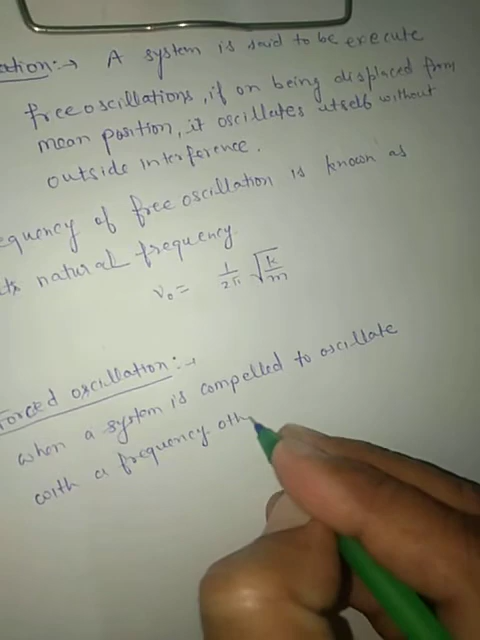 ation:→ A system is said to be execute
free oscillations, if on being displaced from
mean position, it oscillates itself without
outside interference.
equency of free oscillation is known as
its natural frequency.
ν₀ = 1/2π √k/m
Forced oscillation:→
when a system is compelled to oscillate
with a frequency oth